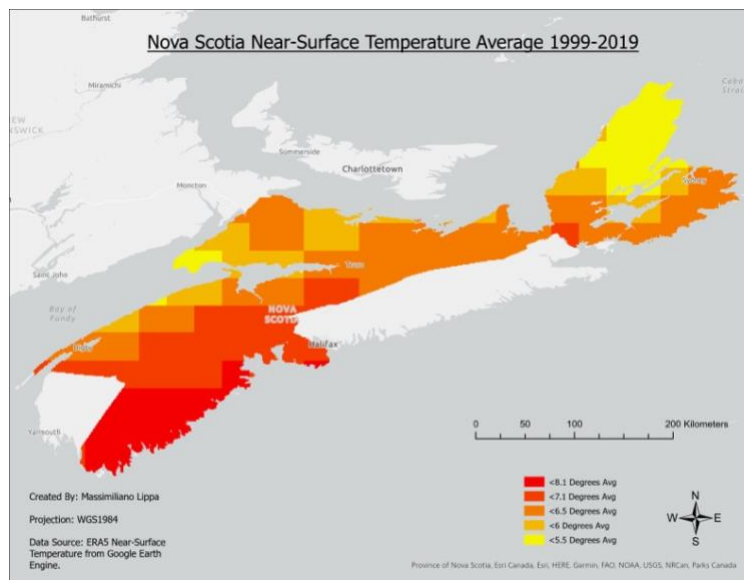 Bathurst
Nova Scotia Near-Surface Temperature Average 1999-2019
Miramichi
Summerside
Charlottetown
Moncton
Sydney
Truro
Saint John
Bay of
Fundy
NOVA
SCOTI
Halifax
Digby
Yarmouth
0 50 100 200 Kilometers
<8.1 Degrees Avg
<7.1 Degrees Avg
<6.5 Degrees Avg
<6 Degrees Avg
<5.5 Degrees Avg
N
W E
S
Created By: Massimiliano Lippa
Projection: WGS1984
Data Source: ERA5 Near-Surface
Temperature from Google Earth
Engine.
Province of Nova Scotia, Esri Canada, Esri, HERE, Garmin, FAO, NOAA, USGS, NRCan, Parks Canada